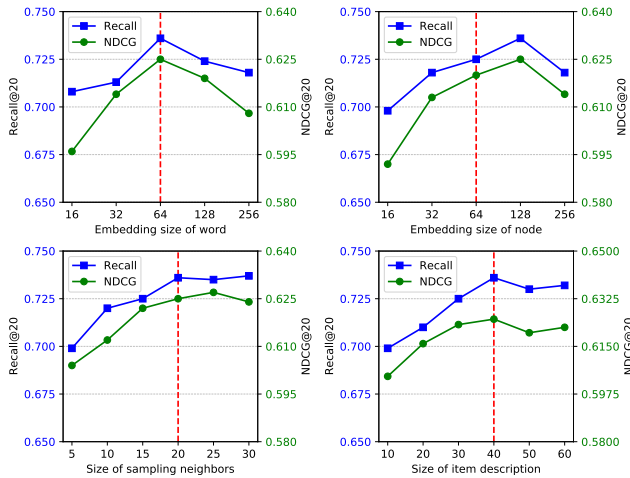 0.750
0.725
0.700
0.675
0.650
Recall@20
Recall
NDCG
0.640
0.625
0.610
0.595
0.580
NDCG@20
16 32 64 128 256
Embedding size of word
0.750
0.725
0.700
0.675
0.650
Recall@20
Recall
NDCG
0.640
0.625
0.610
0.595
0.580
NDCG@20
16 32 64 128 256
Embedding size of node
0.750
0.725
0.700
0.675
0.650
Recall@20
Recall
NDCG
0.640
0.625
0.610
0.595
0.580
NDCG@20
5 10 15 20 25 30
Size of sampling neighbors
0.750
0.725
0.700
0.675
0.650
Recall@20
Recall
NDCG
0.6500
0.6325
0.6150
0.5975
0.5800
NDCG@20
10 20 30 40 50 60
Size of item description